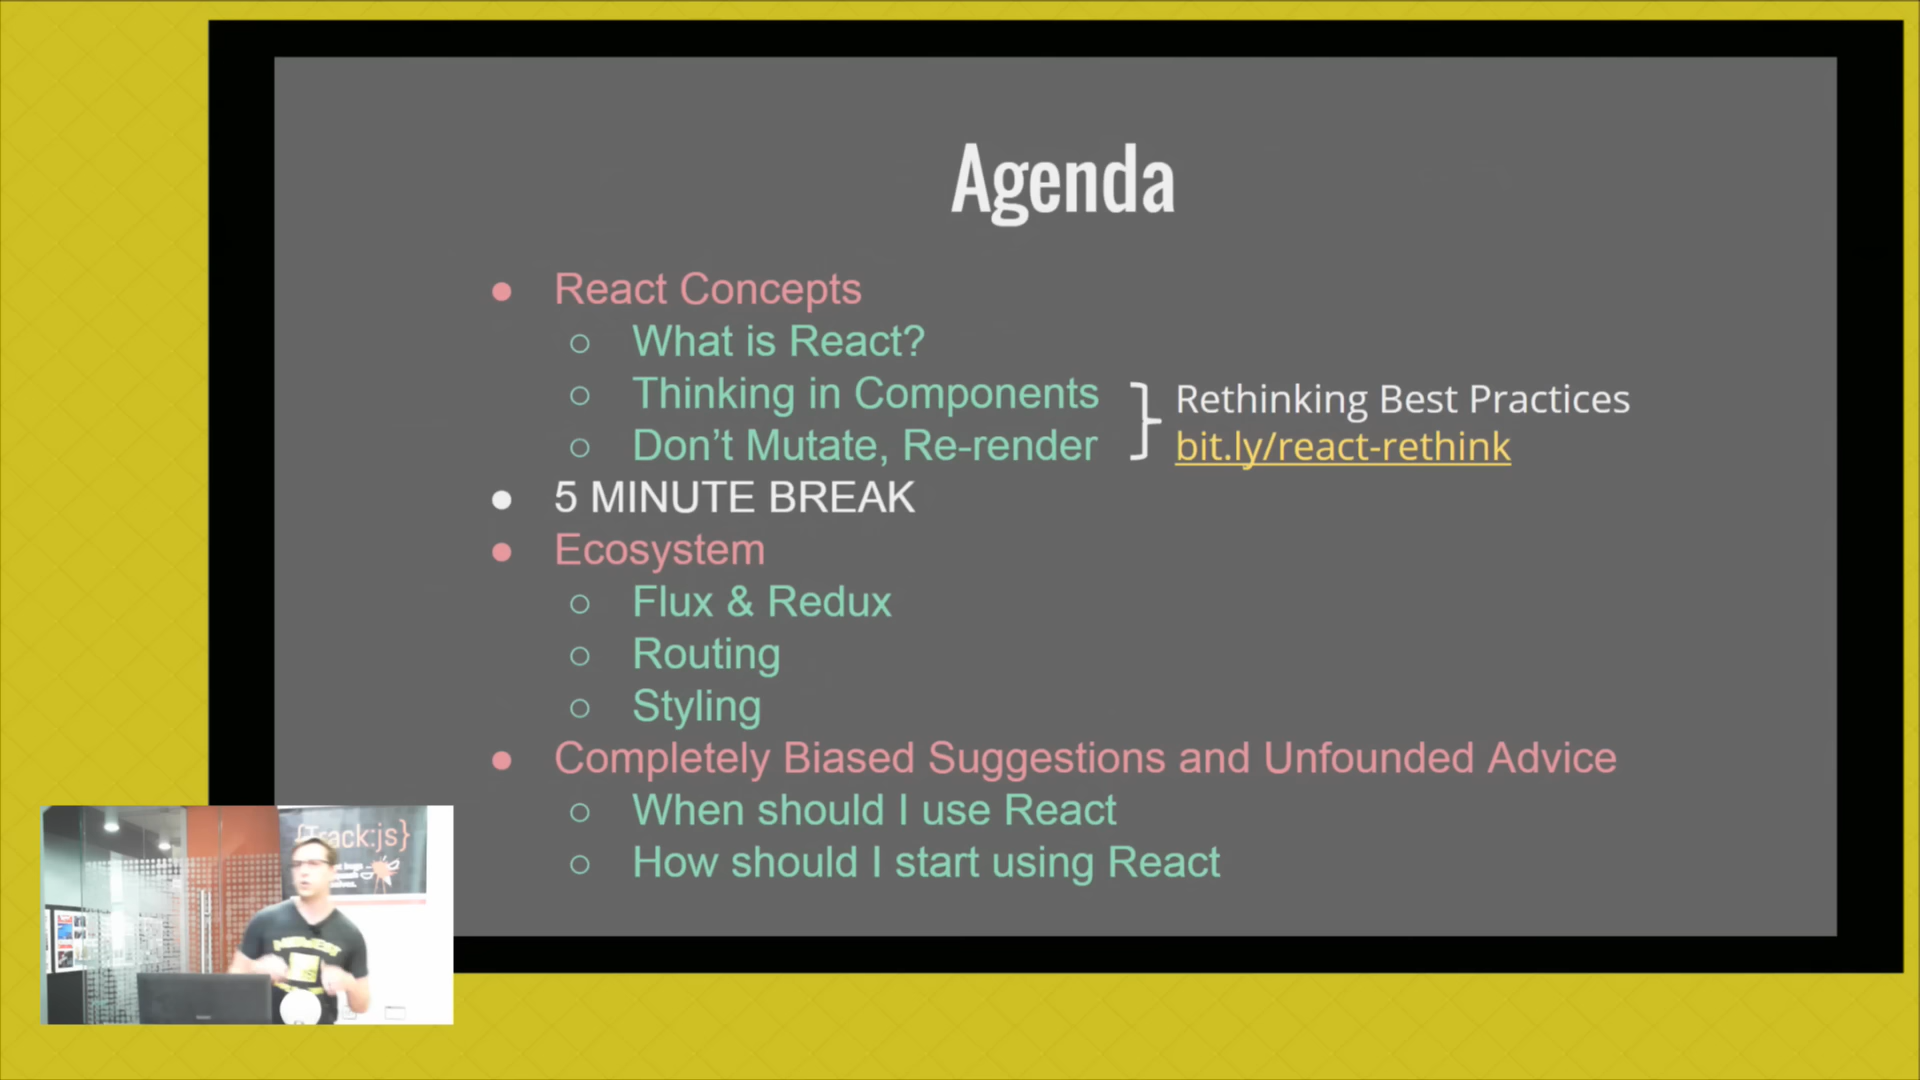 Agenda
React Concepts
What is React?
Thinking in Components
Don't Mutate, Re-render
Rethinking Best Practices
bit.ly/react-rethink
5 MINUTE BREAK
Ecosystem
Flux & Redux
Routing
Styling
Completely Biased Suggestions and Unfounded Advice
When should I use React
How should I start using React
{Track:js}